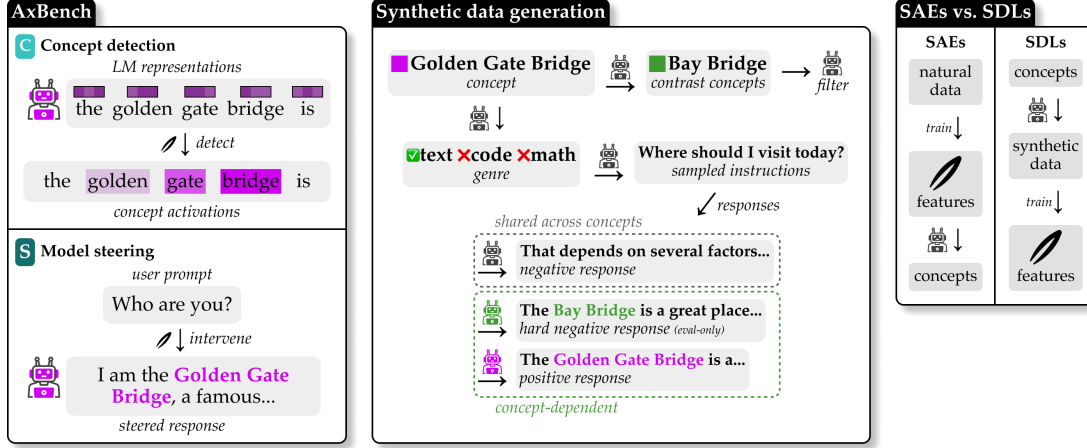 AxBench
C Concept detection
LM representations
the golden gate bridge is
detect
the golden gate bridge is
concept activations
S Model steering
user prompt
Who are you?
intervene
I am the Golden Gate
Bridge, a famous...
steered response
Synthetic data generation
Golden Gate Bridge
concept
Bay Bridge
contrast concepts
filter
✅text ❌code ❌math
genre
Where should I visit today?
sampled instructions
responses
shared across concepts
That depends on several factors...
negative response
The Bay Bridge is a great place...
hard negative response (eval-only)
The Golden Gate Bridge is a...
positive response
concept-dependent
SAEs vs. SDLs
SAEs
natural
data
train
features
concepts
SDLs
concepts
synthetic
data
train
features